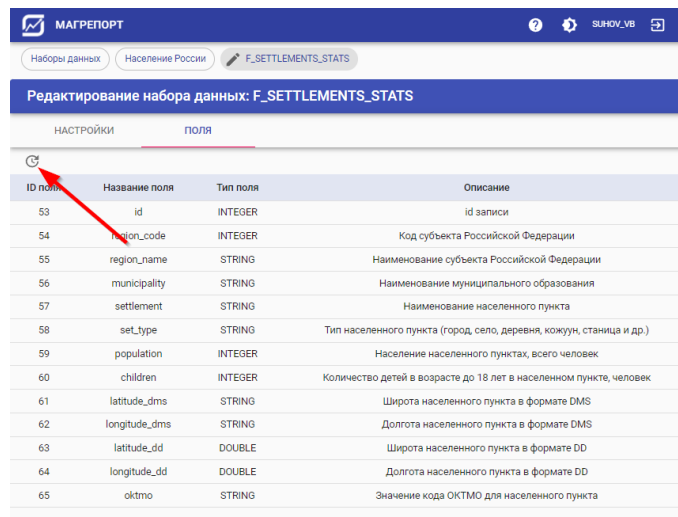 МАГРЕПОРТ ? SUHOV_VB
Наборы данных Население России F_SETTLEMENTS_STATS
Редактирование набора данных: F_SETTLEMENTS_STATS
НАСТРОЙКИ ПОЛЯ
ID поля Название поля Тип поля Описание
53 id INTEGER id записи
54 region_code INTEGER Код субъекта Российской Федерации
55 region_name STRING Наименование субъекта Российской Федерации
56 municipality STRING Наименование муниципального образования
57 settlement STRING Наименование населенного пункта
58 set_type STRING Тип населенного пункта (город, село, деревня, кожуун, станица и др.)
59 population INTEGER Население населенного пунктах, всего человек
60 children INTEGER Количество детей в возрасте до 18 лет в населенном пункте, человек
61 latitude_dms STRING Широта населенного пункта в формате DMS
62 longitude_dms STRING Долгота населенного пункта в формате DMS
63 latitude_dd DOUBLE Широта населенного пункта в формате DD
64 longitude_dd DOUBLE Долгота населенного пункта в формате DD
65 oktmo STRING Значение кода ОКТМО для населенного пункта